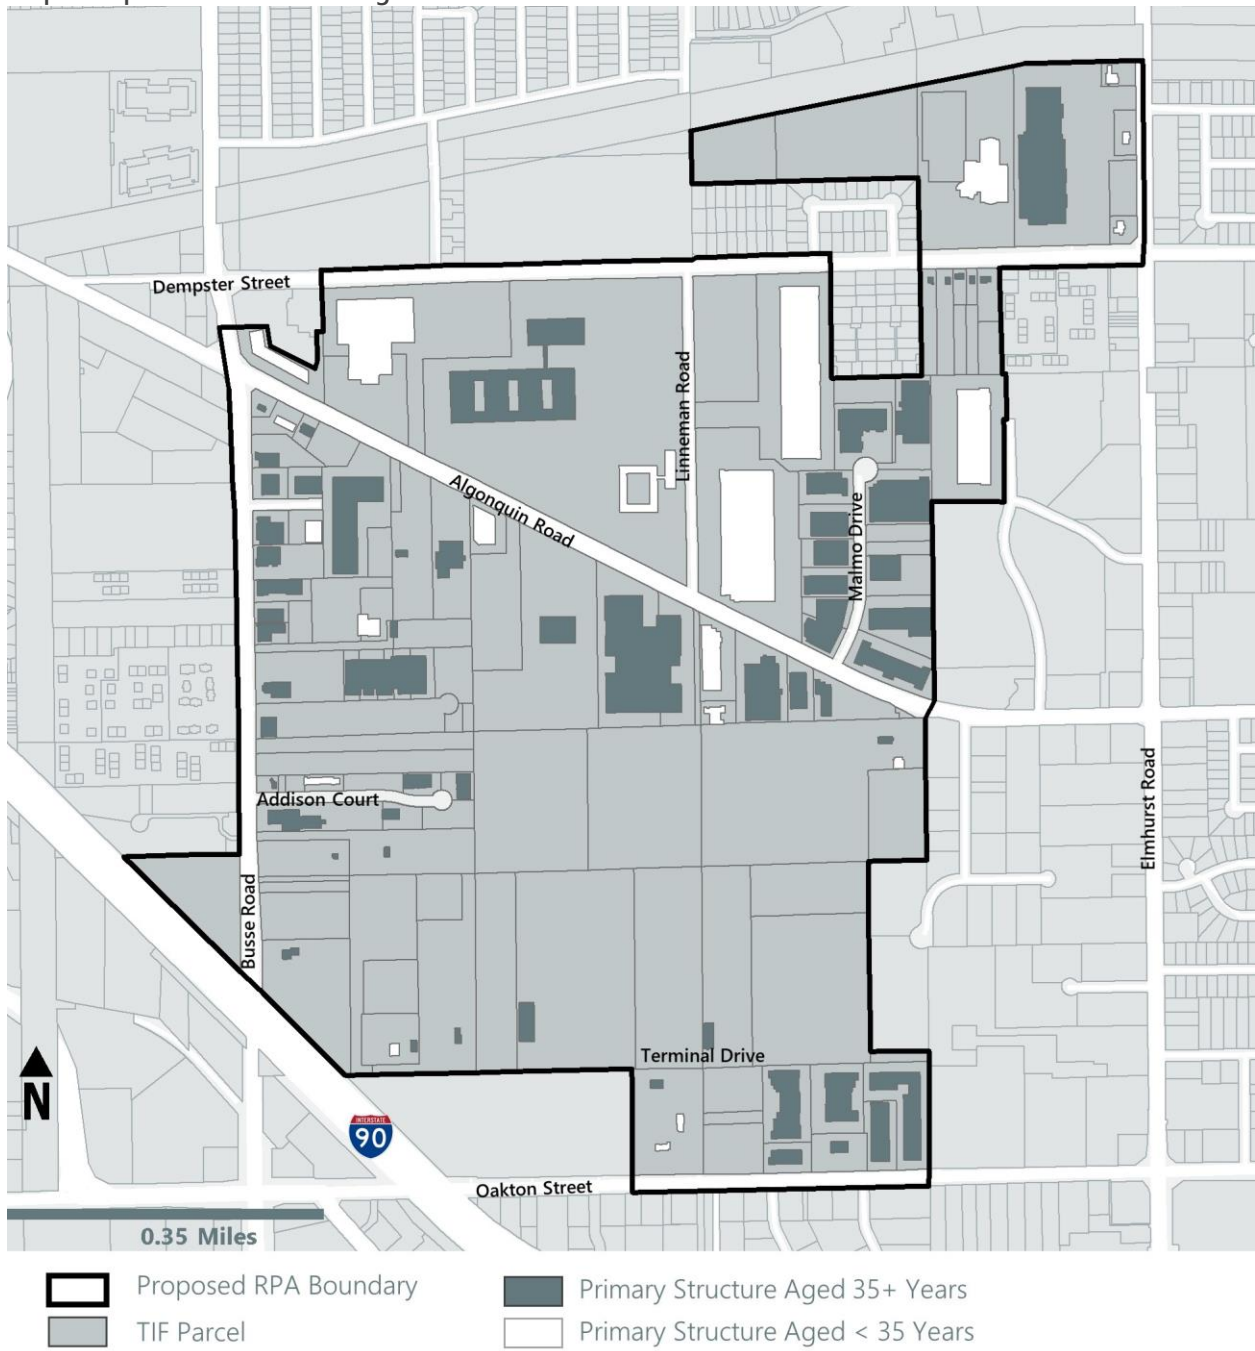 Dempster Street
Linneman Road
Algonquin Road
Malmo Drive
Addison Court
Elmhurst Road
Busse Road
Terminal Drive
N
INTERSTATE
90
Oakton Street
0.35 Miles
Proposed RPA Boundary
Primary Structure Aged 35+ Years
TIF Parcel
Primary Structure Aged < 35 Years